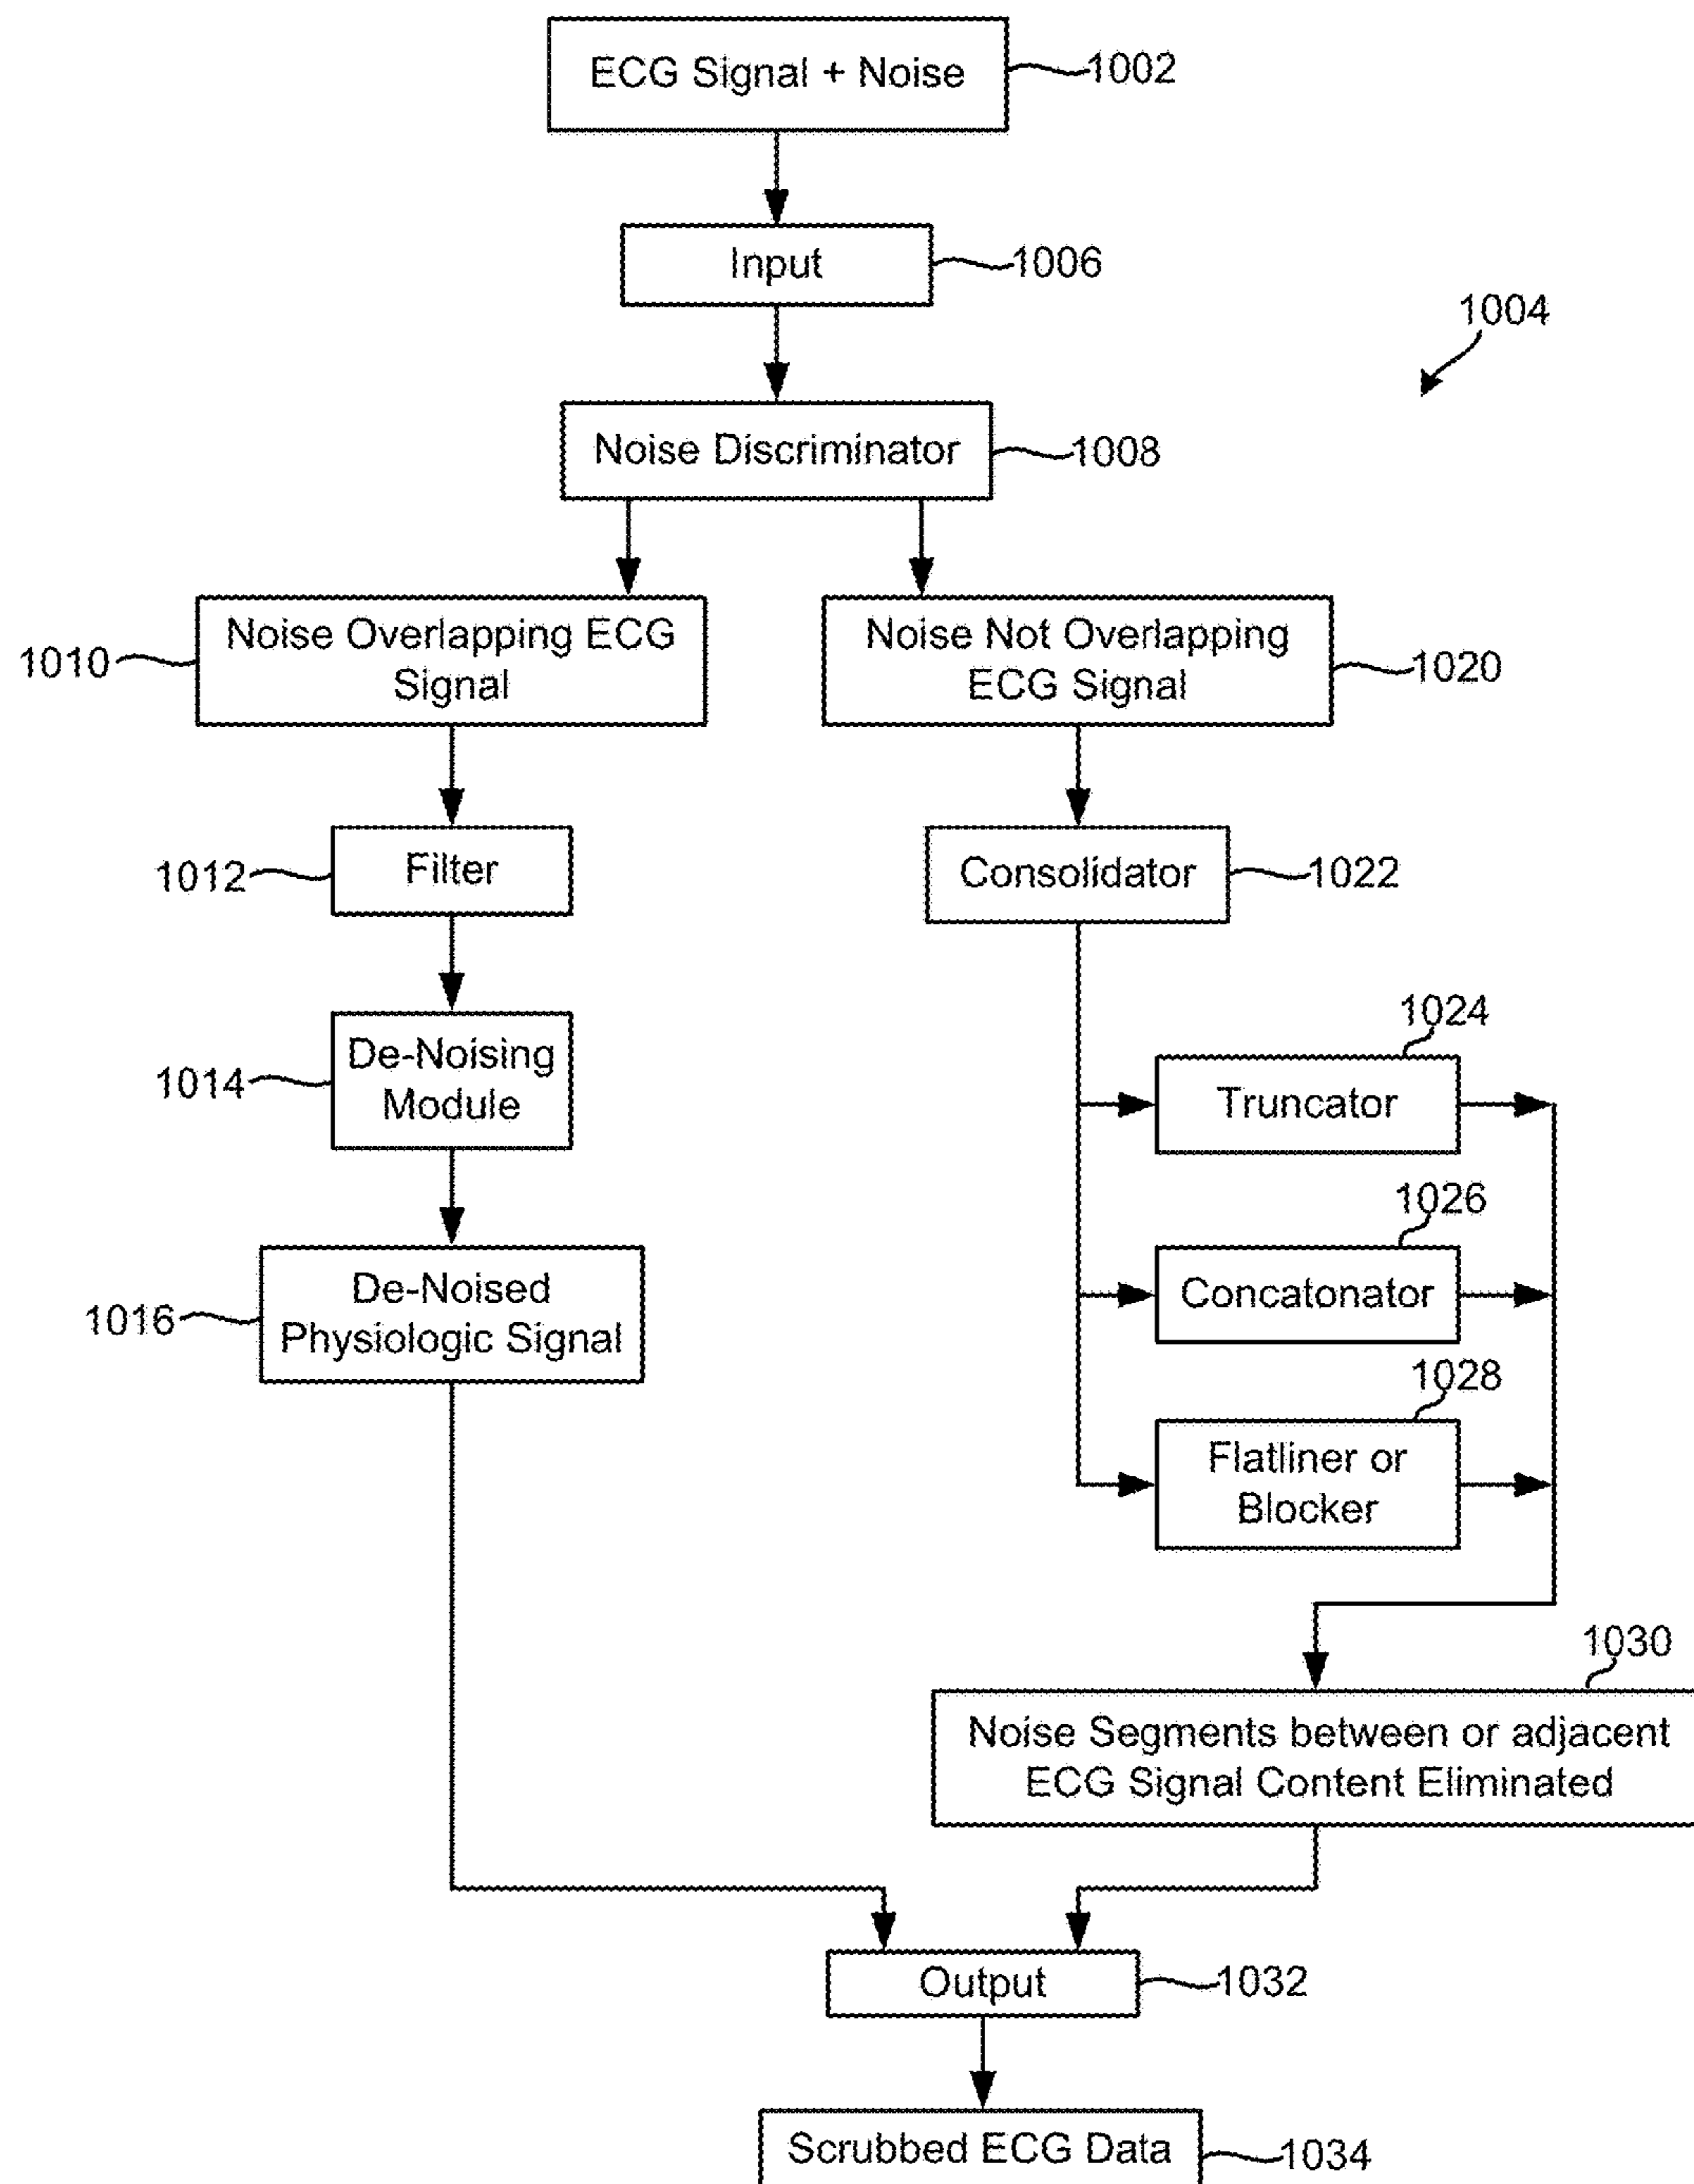 ECG Signal + Noise
1002
Input
1006
1004
Noise Discriminator
1008
Noise Overlapping ECG
Signal
1010
Noise Not Overlapping
ECG Signal
1020
Filter
1012
Consolidator
1022
De-Noising
Module
1014
1024
Truncator
1026
Concatonator
De-Noised
Physiologic Signal
1016
1028
Flatliner or
Blocker
1030
Noise Segments between or adjacent
ECG Signal Content Eliminated
Output
1032
Scrubbed ECG Data
1034